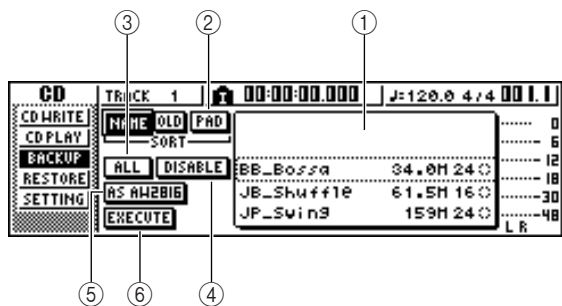 ③ ② ①
CD TRACK 1 00:00:00.000 ♩=120.0 4/4 001.1
CD WRITE NAME OLD PAD 0
CD PLAY SORT 6
BACKUP ALL DISABLE BB_Bossa 34.0M 24 12
RESTORE 18
SETTING AS AW2816 JB_Shuffle 61.5M 16 30
EXECUTE JP_Swing 159M 24 48
L R
⑤ ⑥ ④